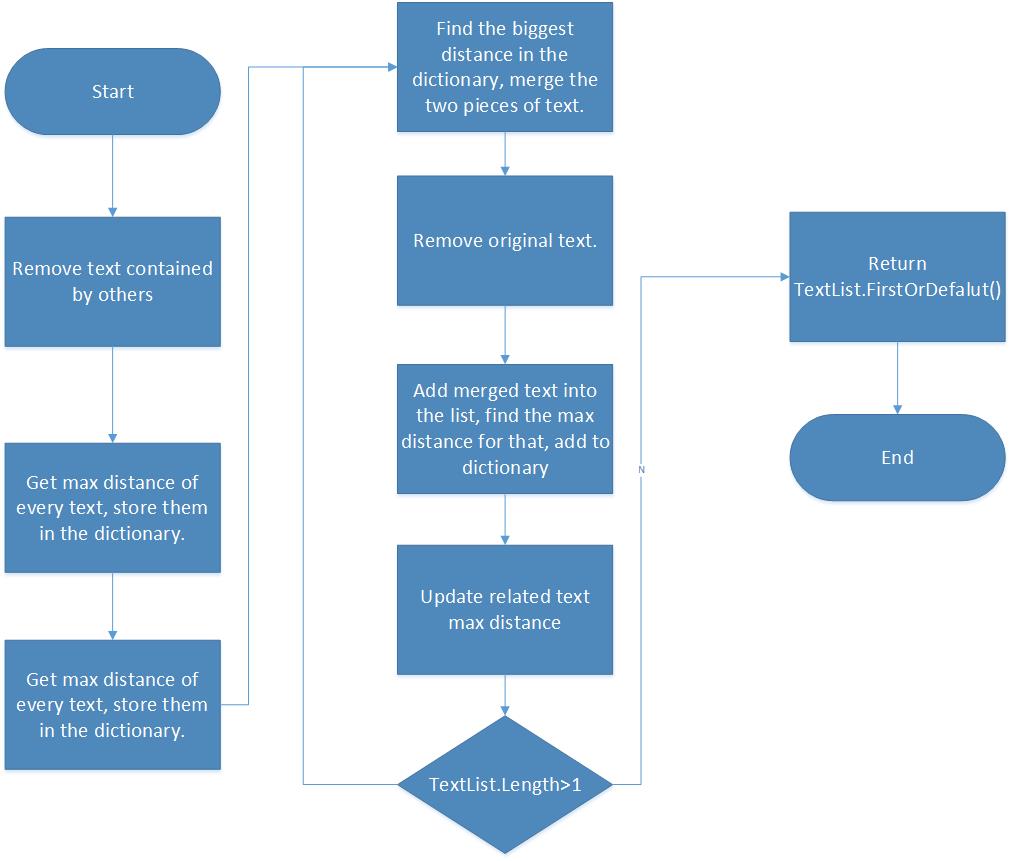 Start
Remove text contained
by others
Get max distance of
every text, store them
in the dictionary.
Get max distance of
every text, store them
in the dictionary.
Find the biggest
distance in the
dictionary, merge the
two pieces of text.
Remove original text.
Add merged text into
the list, find the max
distance for that, add to
dictionary
Update related text
max distance
TextList.Length>1
N
Return
TextList.FirstOrDefalut()
End